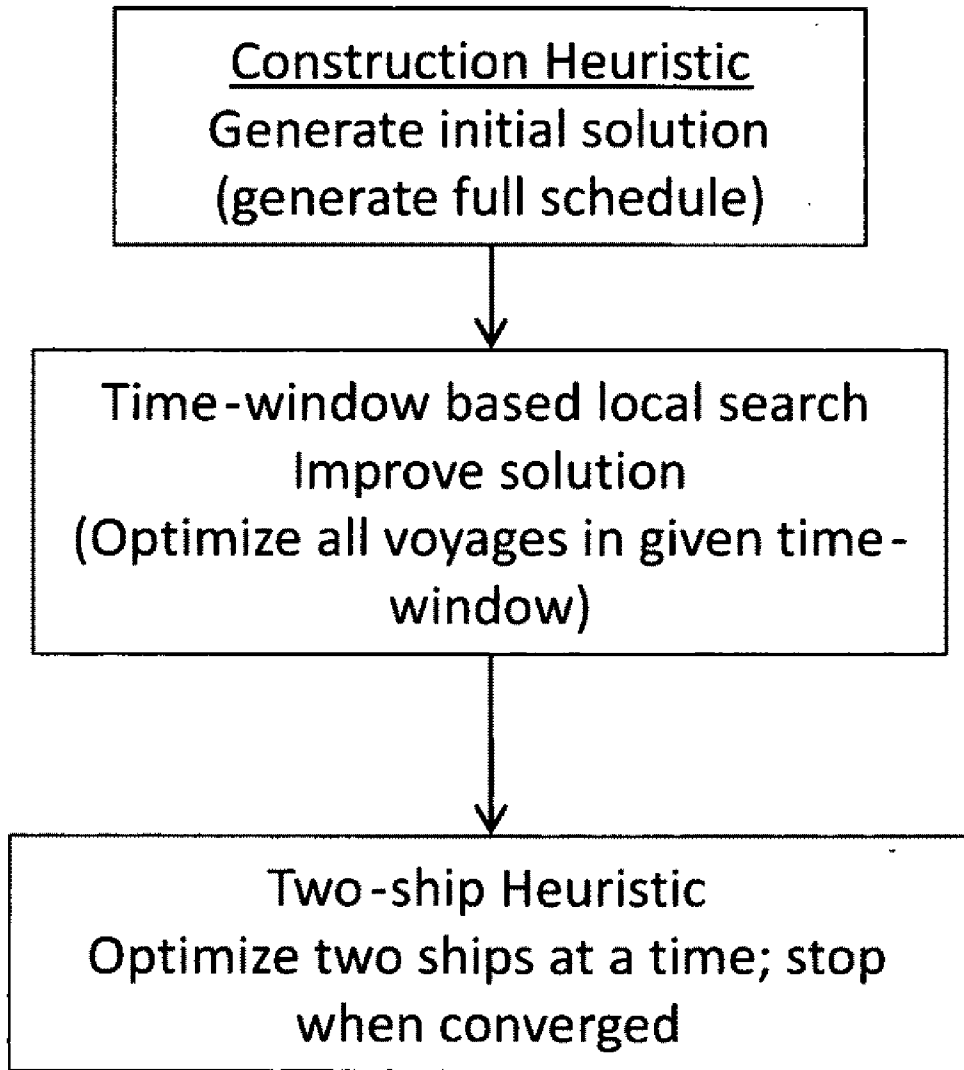 Construction Heuristic
Generate initial solution
(generate full schedule)
Time-window based local search
Improve solution
(Optimize all voyages in given time-
window)
Two-ship Heuristic
Optimize two ships at a time; stop
when converged